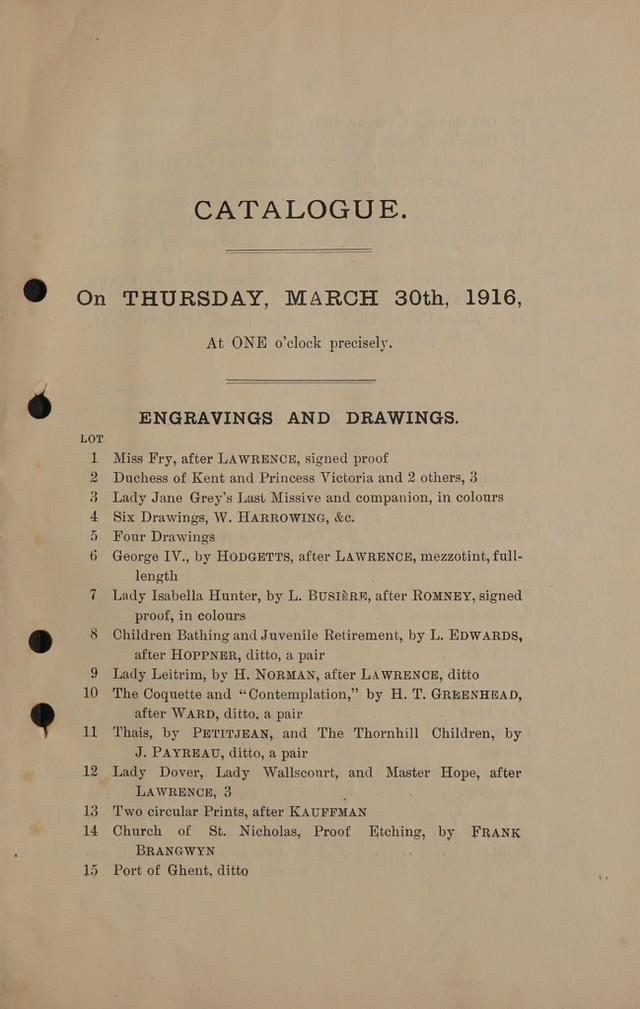 CATALOGUE.
On THURSDAY, MARCH 30th, 1916,
At ONE o'clock precisely.
ENGRAVINGS AND DRAWINGS.
LOT
1 Miss Fry, after LAWRENCE, signed proof
2 Duchess of Kent and Princess Victoria and 2 others, 3
3 Lady Jane Grey's Last Missive and companion, in colours
4 Six Drawings, W. HARROWING, &c.
5 Four Drawings
6 George IV., by HODGETTS, after LAWRENCE, mezzotint, full-
length
7 Lady Isabella Hunter, by L. BUSIÈRE, after ROMNEY, signed
proof, in colours
8 Children Bathing and Juvenile Retirement, by L. EDWARDS,
after HOPPNER, ditto, a pair
9 Lady Leitrim, by H. NORMAN, after LAWRENCE, ditto
10 The Coquette and “Contemplation,” by H. T. GREENHEAD,
after WARD, ditto, a pair
11 Thais, by PETITJEAN, and The Thornhill Children, by
J. PAYREAU, ditto, a pair
12 Lady Dover, Lady Wallscourt, and Master Hope, after
LAWRENCE, 3
13 Two circular Prints, after KAUFFMAN
14 Church of St. Nicholas, Proof Etching, by FRANK
BRANGWYN
15 Port of Ghent, ditto